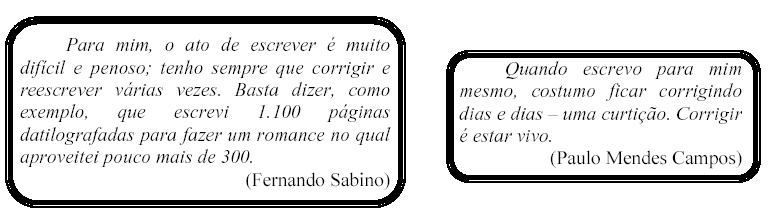 Para mim, o ato de escrever é muito
difícil e penoso; tenho sempre que corrigir e
reescrever várias vezes. Basta dizer, como
exemplo, que escrevi 1.100 páginas
datilografadas para fazer um romance no qual
aproveitei pouco mais de 300.
(Fernando Sabino)
Quando escrevo para mim
mesmo, costumo ficar corrigindo
dias e dias – uma curtição. Corrigir
é estar vivo.
(Paulo Mendes Campos)